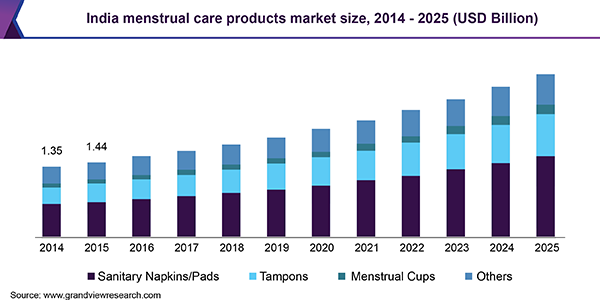 India menstrual care products market size, 2014 - 2025 (USD Billion)
1.35
1.44
2014 2015 2016 2017 2018 2019 2020 2021 2022 2023 2024 2025
Sanitary Napkins/Pads Tampons Menstrual Cups Others
Source: www.grandviewresearch.com